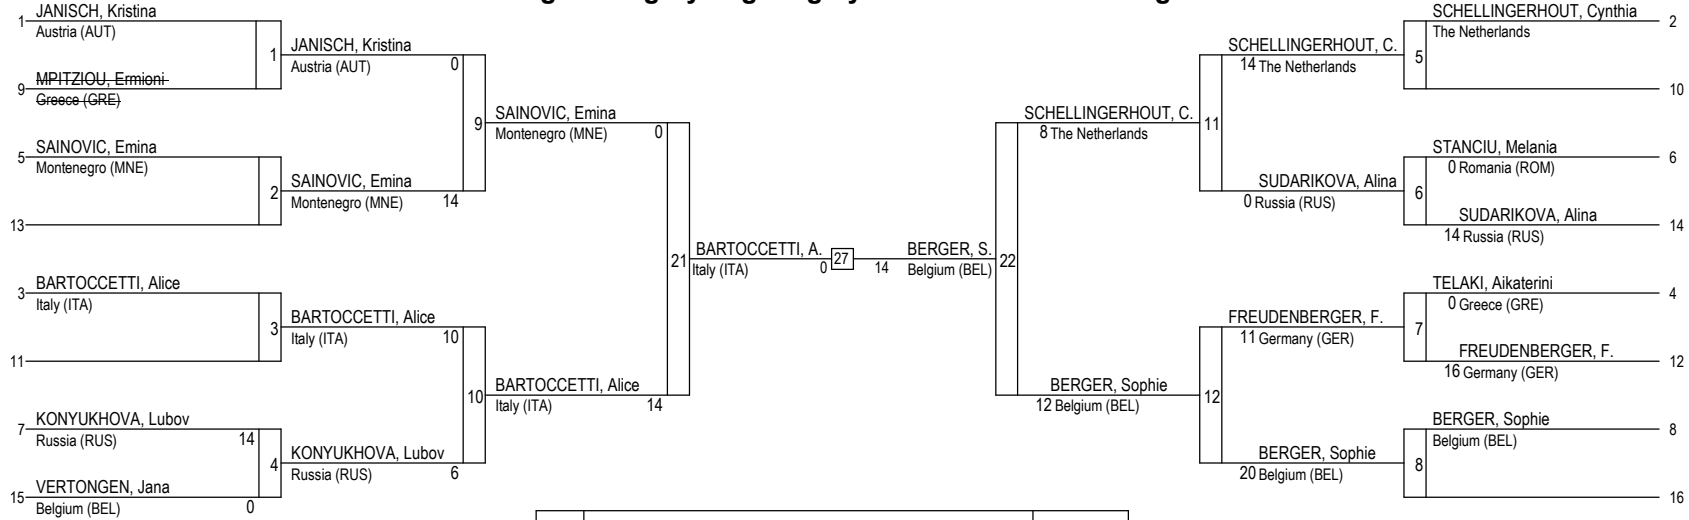 1 JANISCH, Kristina
Austria (AUT)
1
9 MPITZIOU, Ermioni
Greece (GRE)
JANISCH, Kristina
Austria (AUT) 0
5 SAINOVIC, Emina
Montenegro (MNE)
2
13
SAINOVIC, Emina
Montenegro (MNE) 14
9
SAINOVIC, Emina
Montenegro (MNE) 0
3 BARTOCCETTI, Alice
Italy (ITA)
3
11
BARTOCCETTI, Alice
Italy (ITA) 10
7 KONYUKHOVA, Lubov
Russia (RUS) 14
4
15 VERTONGEN, Jana
Belgium (BEL) 0
KONYUKHOVA, Lubov
Russia (RUS) 6
10
BARTOCCETTI, Alice
Italy (ITA) 14
21
BARTOCCETTI, A.
Italy (ITA) 0
27
BERGER, S.
14 Belgium (BEL)
22
SCHELLINGERHOUT, C.
8 The Netherlands
11
SCHELLINGERHOUT, C.
14 The Netherlands
5
SCHELLINGERHOUT, Cynthia 2
The Netherlands
10
SUDARIKOVA, Alina
0 Russia (RUS)
6
STANCIU, Melania 6
0 Romania (ROM)
SUDARIKOVA, Alina 14
14 Russia (RUS)
BERGER, Sophie
12 Belgium (BEL)
12
FREUDENBERGER, F.
11 Germany (GER)
7
TELAKI, Aikaterini 4
0 Greece (GRE)
FREUDENBERGER, F. 12
16 Germany (GER)
BERGER, Sophie
20 Belgium (BEL)
8
BERGER, Sophie 8
Belgium (BEL)
16